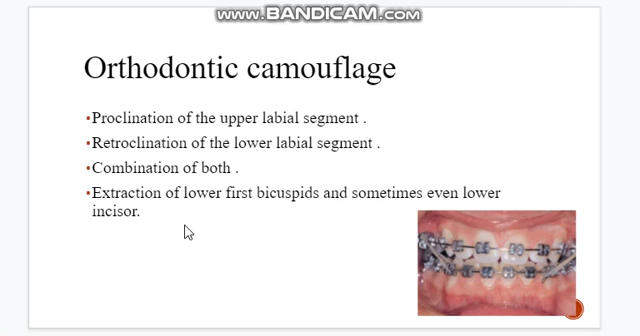 www.BANDICAM.com
Orthodontic camouflage
▪Proclination of the upper labial segment .
▪Retroclination of the lower labial segment .
▪Combination of both .
▪Extraction of lower first bicuspids and sometimes even lower
incisor.